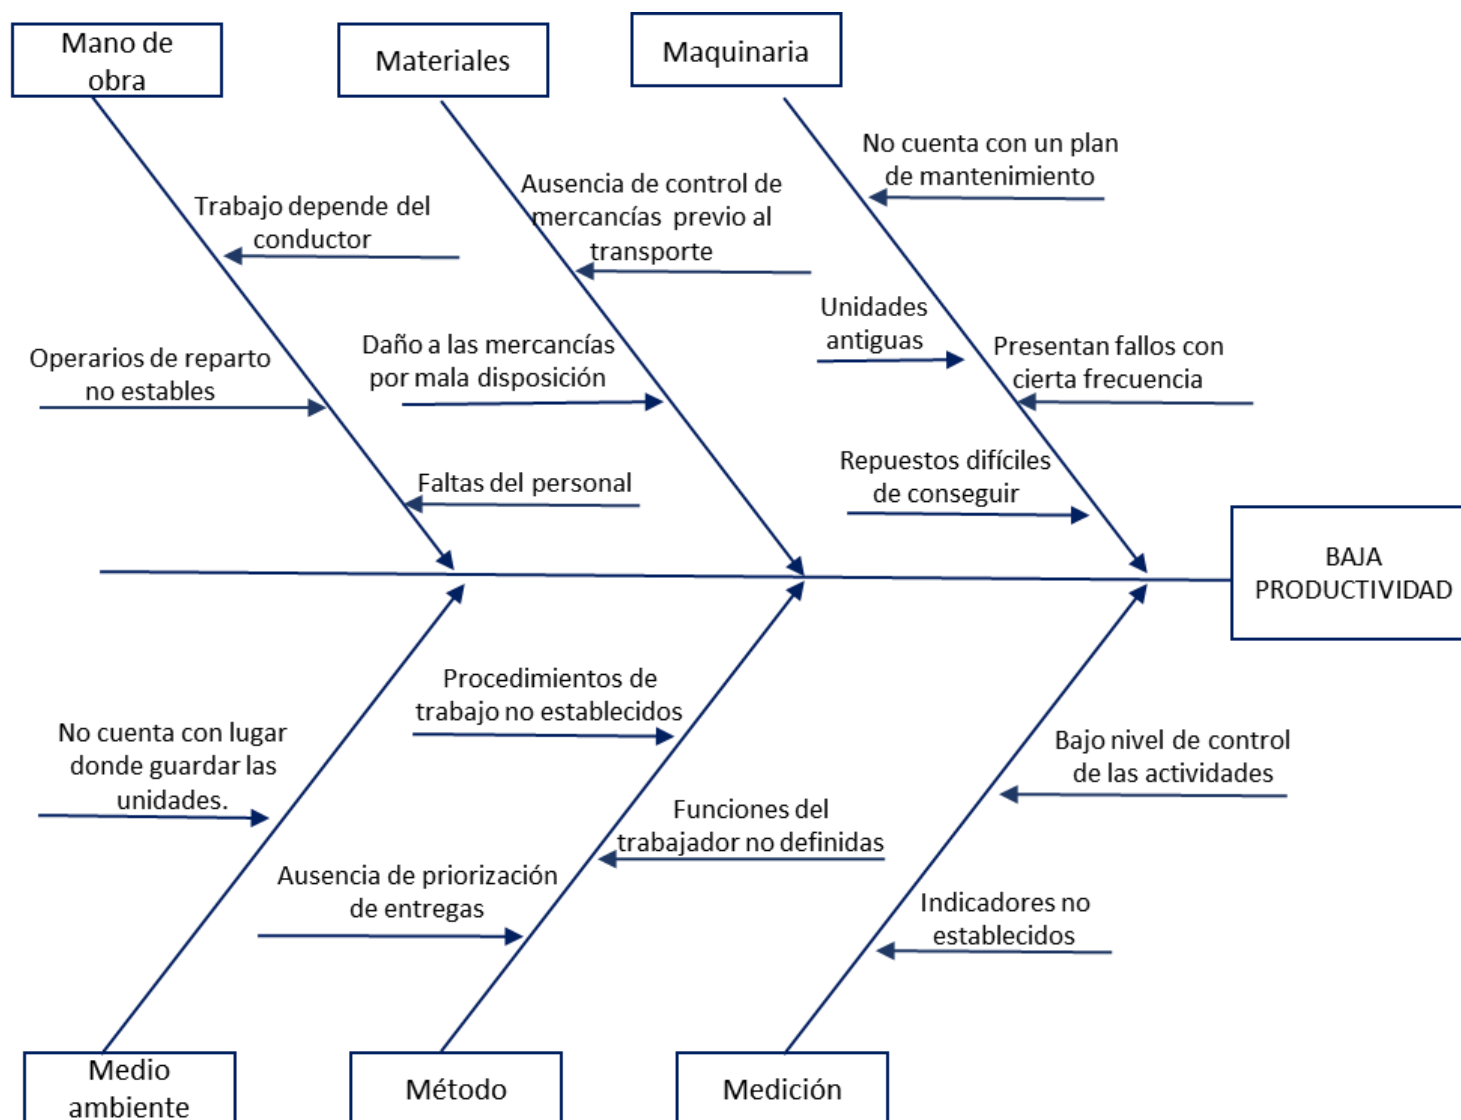 Mano de
obra
Materiales
Maquinaria
Trabajo depende del
conductor
Operarios de reparto
no estables
Faltas del personal
Ausencia de control de
mercancías previo al
transporte
Daño a las mercancías
por mala disposición
No cuenta con un plan
de mantenimiento
Unidades
antiguas
Presentan fallos con
cierta frecuencia
Repuestos difíciles
de conseguir
BAJA
PRODUCTIVIDAD
No cuenta con lugar
donde guardar las
unidades.
Procedimientos de
trabajo no establecidos
Funciones del
trabajador no definidas
Ausencia de priorización
de entregas
Bajo nivel de control
de las actividades
Indicadores no
establecidos
Medio
ambiente
Método
Medición